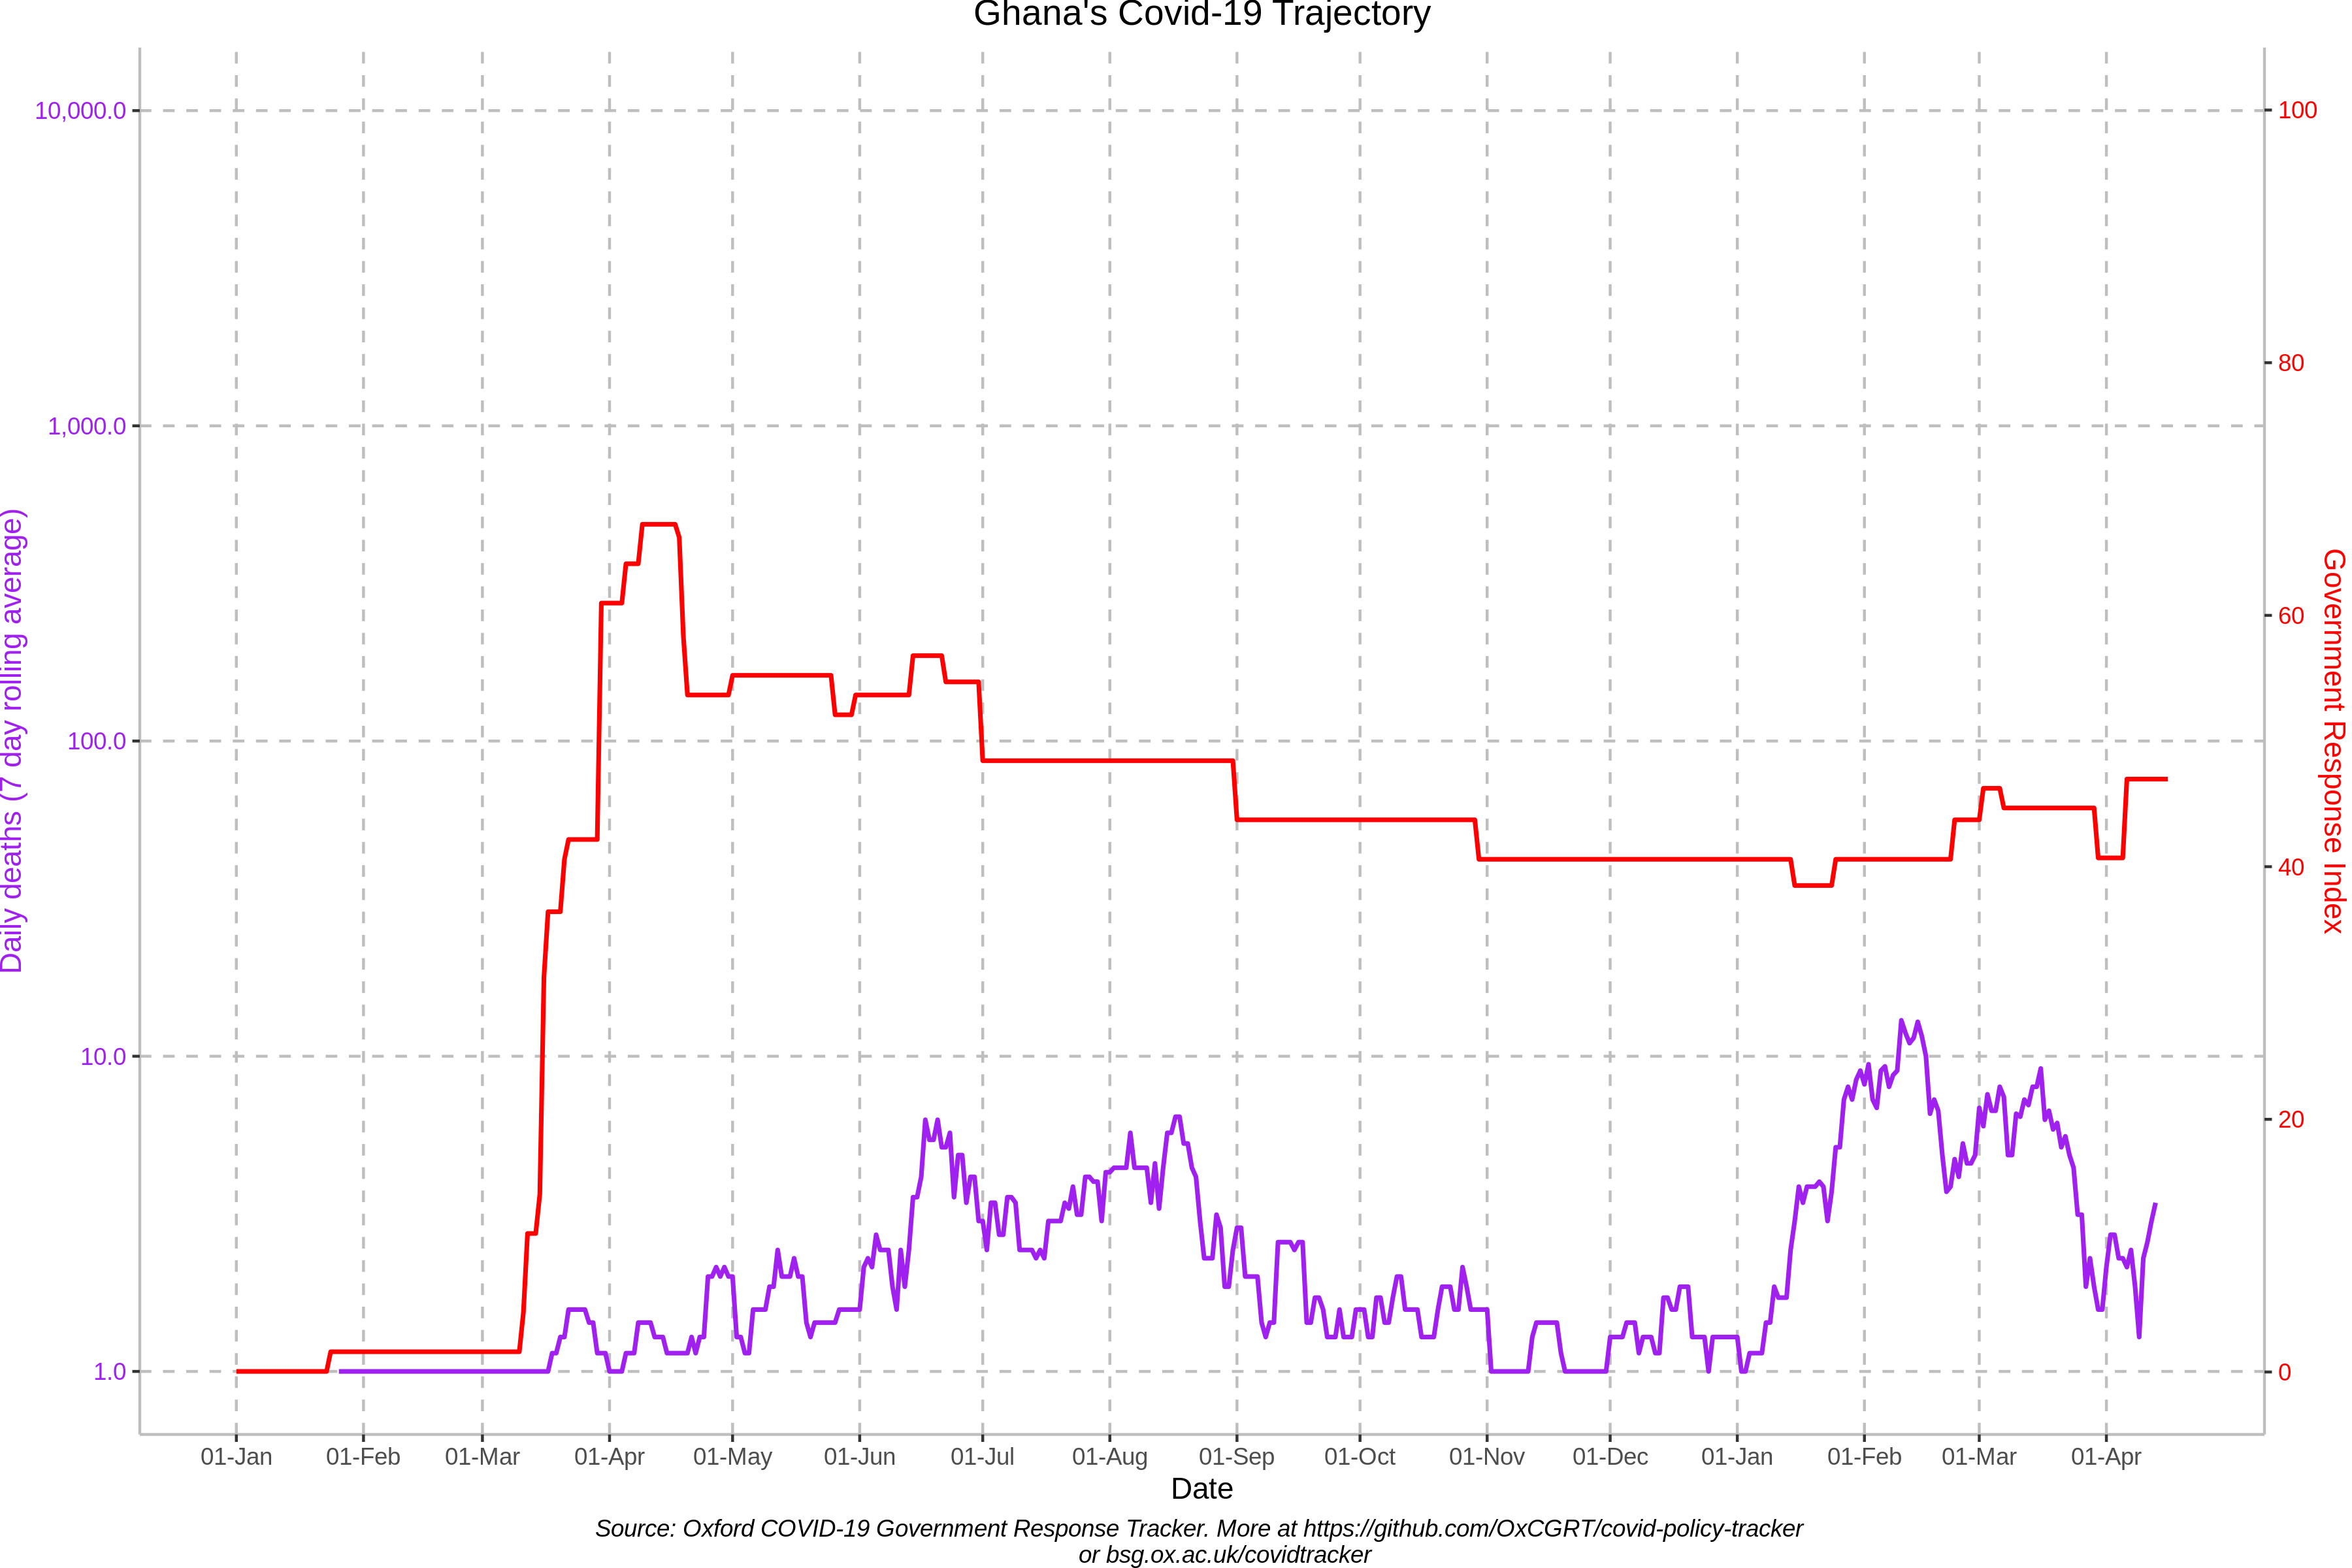 Ghana's Covid-19 Trajectory
10,000.0
1,000.0
100.0
10.0
1.0
Daily deaths (7 day rolling average)
100
80
60
40
20
0
Government Response Index
01-Jan 01-Feb 01-Mar 01-Apr 01-May 01-Jun 01-Jul 01-Aug 01-Sep 01-Oct 01-Nov 01-Dec 01-Jan 01-Feb 01-Mar 01-Apr
Date
Source: Oxford COVID-19 Government Response Tracker. More at https://github.com/OxCGRT/covid-policy-tracker
or bsg.ox.ac.uk/covidtracker